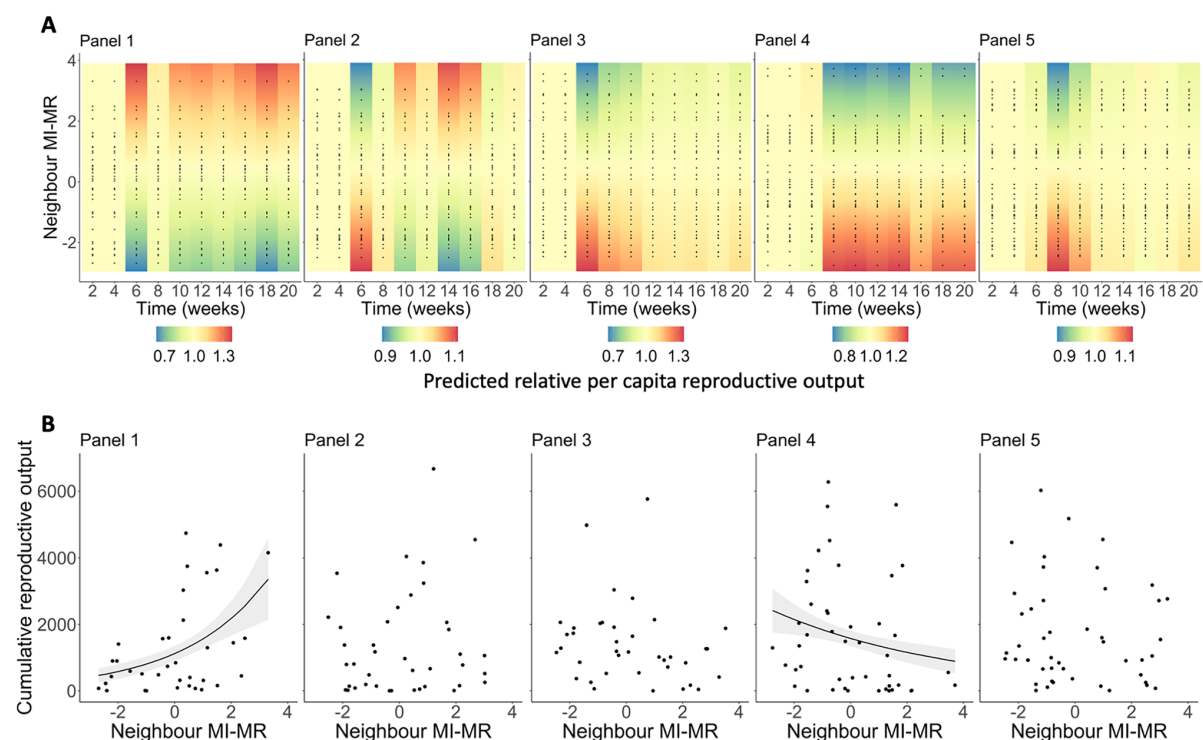 A
Panel 1 Panel 2 Panel 3 Panel 4 Panel 5
Neighbour MI-MR
4
2
0
-2
2 4 6 8 10 12 14 16 18 20 2 4 6 8 10 12 14 16 18 20 2 4 6 8 10 12 14 16 18 20 2 4 6 8 10 12 14 16 18 20 2 4 6 8 10 12 14 16 18 20
Time (weeks) Time (weeks) Time (weeks) Time (weeks) Time (weeks)
0.7 1.0 1.3 0.9 1.0 1.1 0.7 1.0 1.3 0.8 1.0 1.2 0.9 1.0 1.1
Predicted relative per capita reproductive output
B
Panel 1 Panel 2 Panel 3 Panel 4 Panel 5
Cumulative reproductive output
6000
4000
2000
0
-2 0 2 4 -2 0 2 4 -2 0 2 4 -2 0 2 4 -2 0 2 4
Neighbour MI-MR Neighbour MI-MR Neighbour MI-MR Neighbour MI-MR Neighbour MI-MR